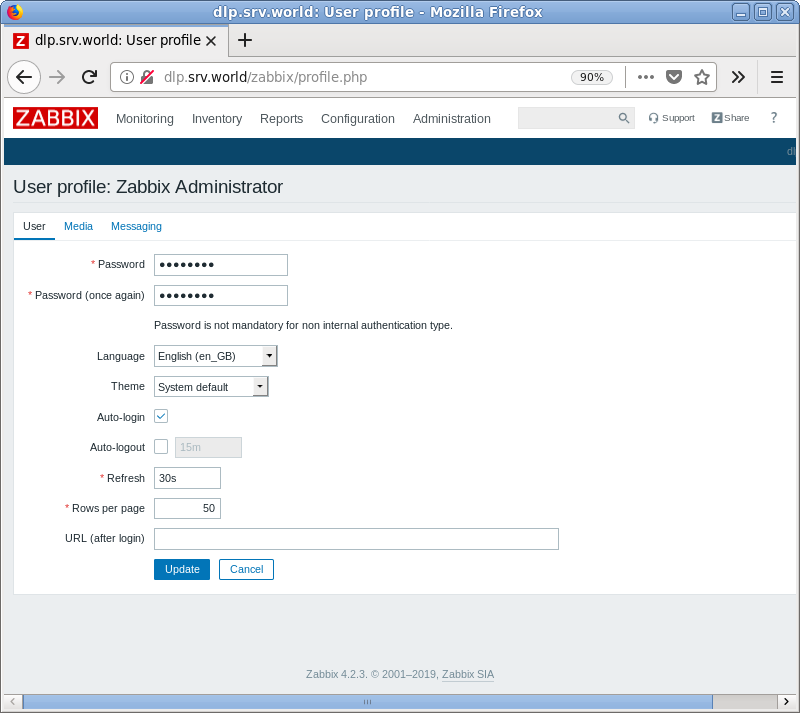 dlp.srv.world: User profile - Mozilla Firefox
Z dlp.srv.world: User profile
dlp.srv.world/zabbix/profile.php 90%
ZABBIX Monitoring Inventory Reports Configuration Administration Support Z Share ?
dl
User profile: Zabbix Administrator
User Media Messaging
* Password ●●●●●●●●
* Password (once again) ●●●●●●●●
Password is not mandatory for non internal authentication type.
Language English (en_GB)
Theme System default
Auto-login
Auto-logout 15m
* Refresh 30s
* Rows per page 50
URL (after login)
Update Cancel
Zabbix 4.2.3. © 2001–2019, Zabbix SIA